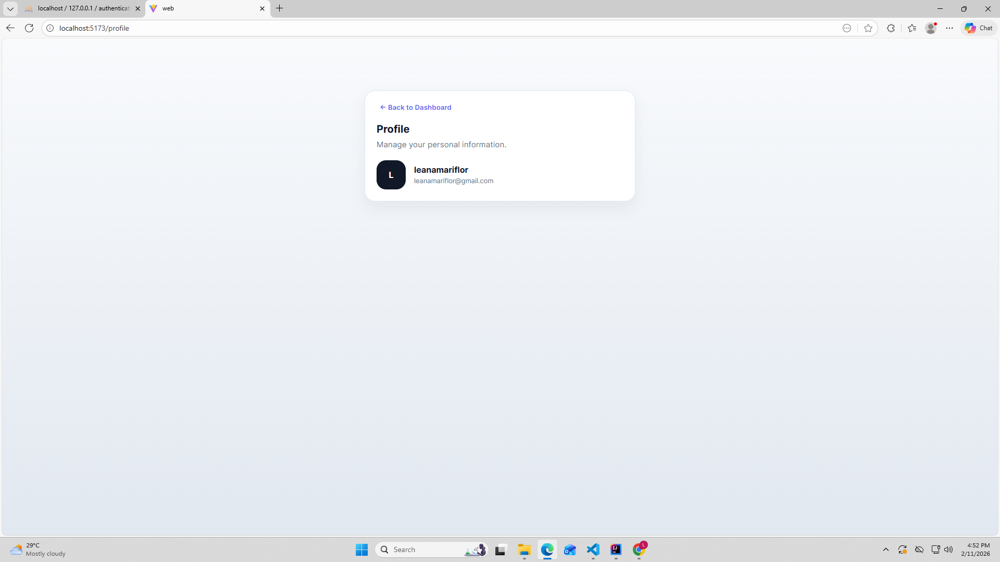 localhost / 127.0.0.1 / authenticat
web
localhost:5173/profile
Chat
← Back to Dashboard
Profile
Manage your personal information.
L
leanamariflor
leanamariflor@gmail.com
29°C
Mostly cloudy
Search
L
4:52 PM
2/11/2026